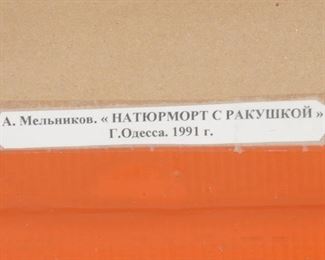 А. Мельников. « НАТЮРМОРТ С РАКУШКОЙ »
Г.Одесса. 1991 г.